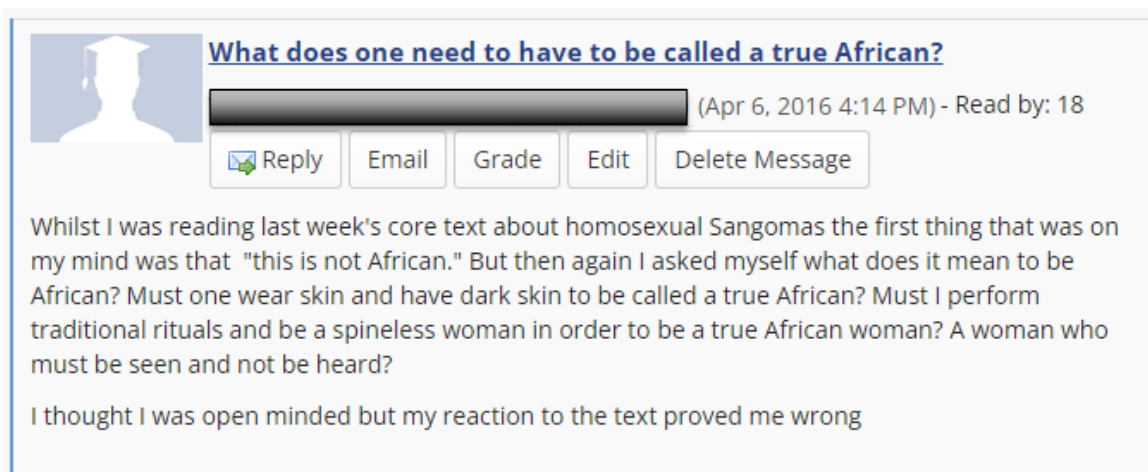 What does one need to have to be called a true African?
(Apr 6, 2016 4:14 PM) - Read by: 18
Reply Email Grade Edit Delete Message
Whilst I was reading last week's core text about homosexual Sangomas the first thing that was on
my mind was that "this is not African." But then again I asked myself what does it mean to be
African? Must one wear skin and have dark skin to be called a true African? Must I perform
traditional rituals and be a spineless woman in order to be a true African woman? A woman who
must be seen and not be heard?
I thought I was open minded but my reaction to the text proved me wrong